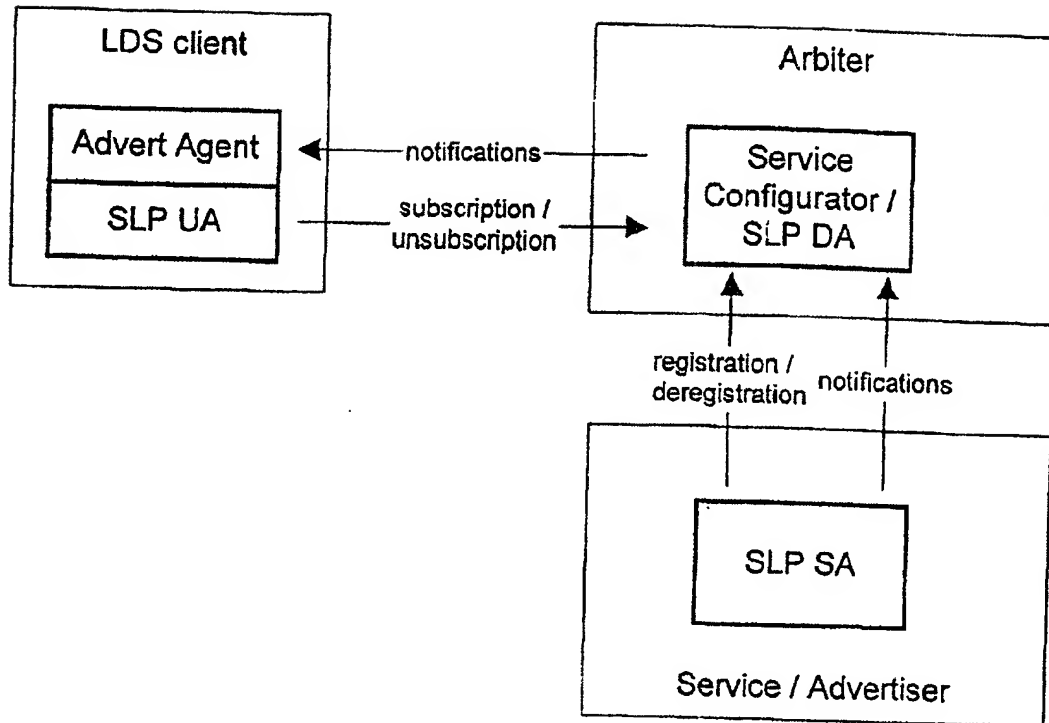 LDS client
Advert Agent
SLP UA
notifications
subscription /
unsubscription
Arbiter
Service
Configurator /
SLP DA
registration /
deregistration
notifications
SLP SA
Service / Advertiser